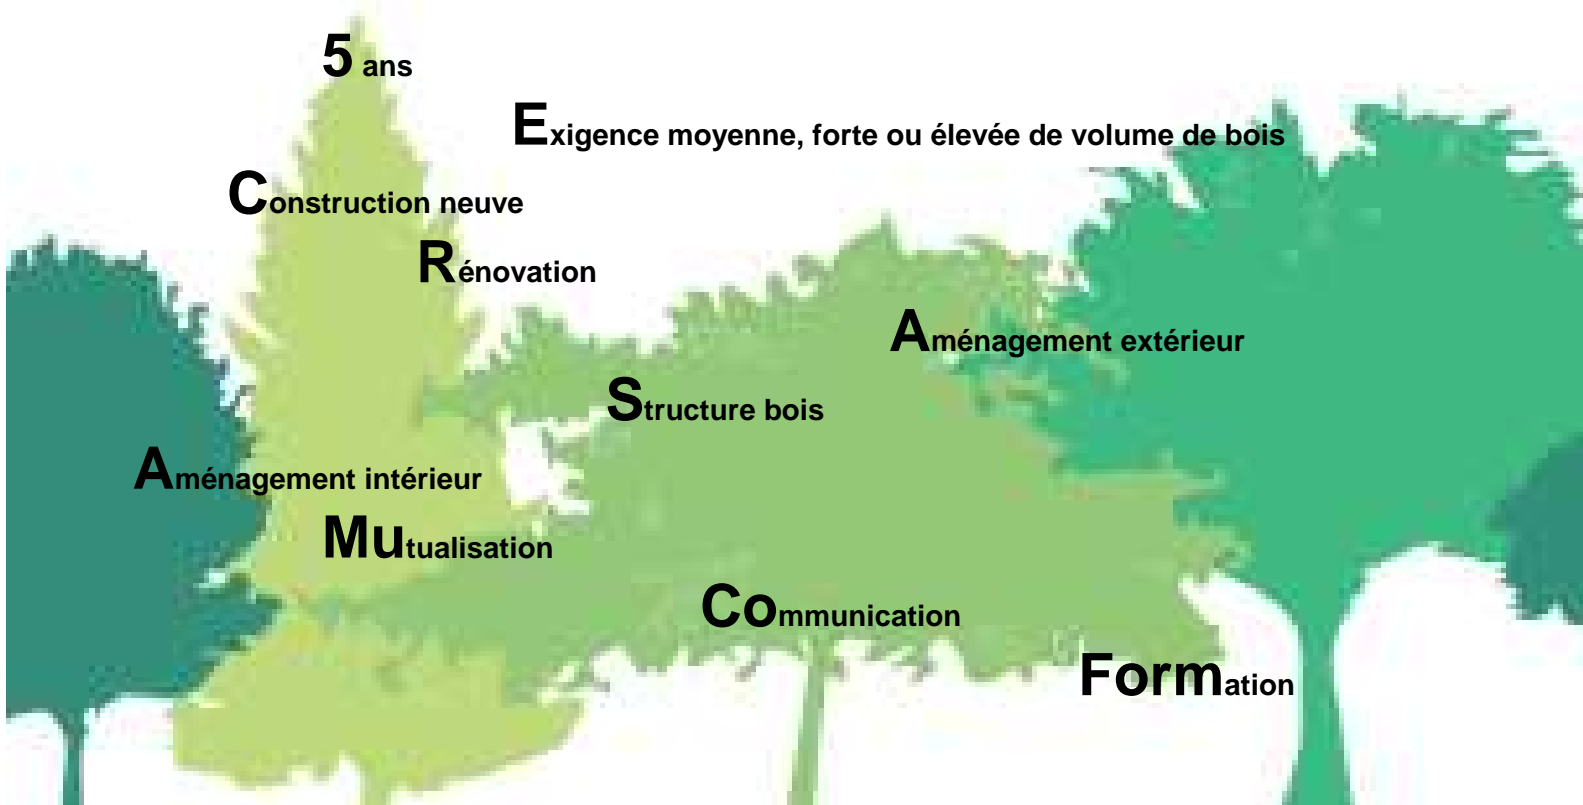 5 ans
Exigence moyenne, forte ou élevée de volume de bois
Construction neuve
Rénovation
Aménagement extérieur
Structure bois
Aménagement intérieur
Mutualisation
Communication
Formation